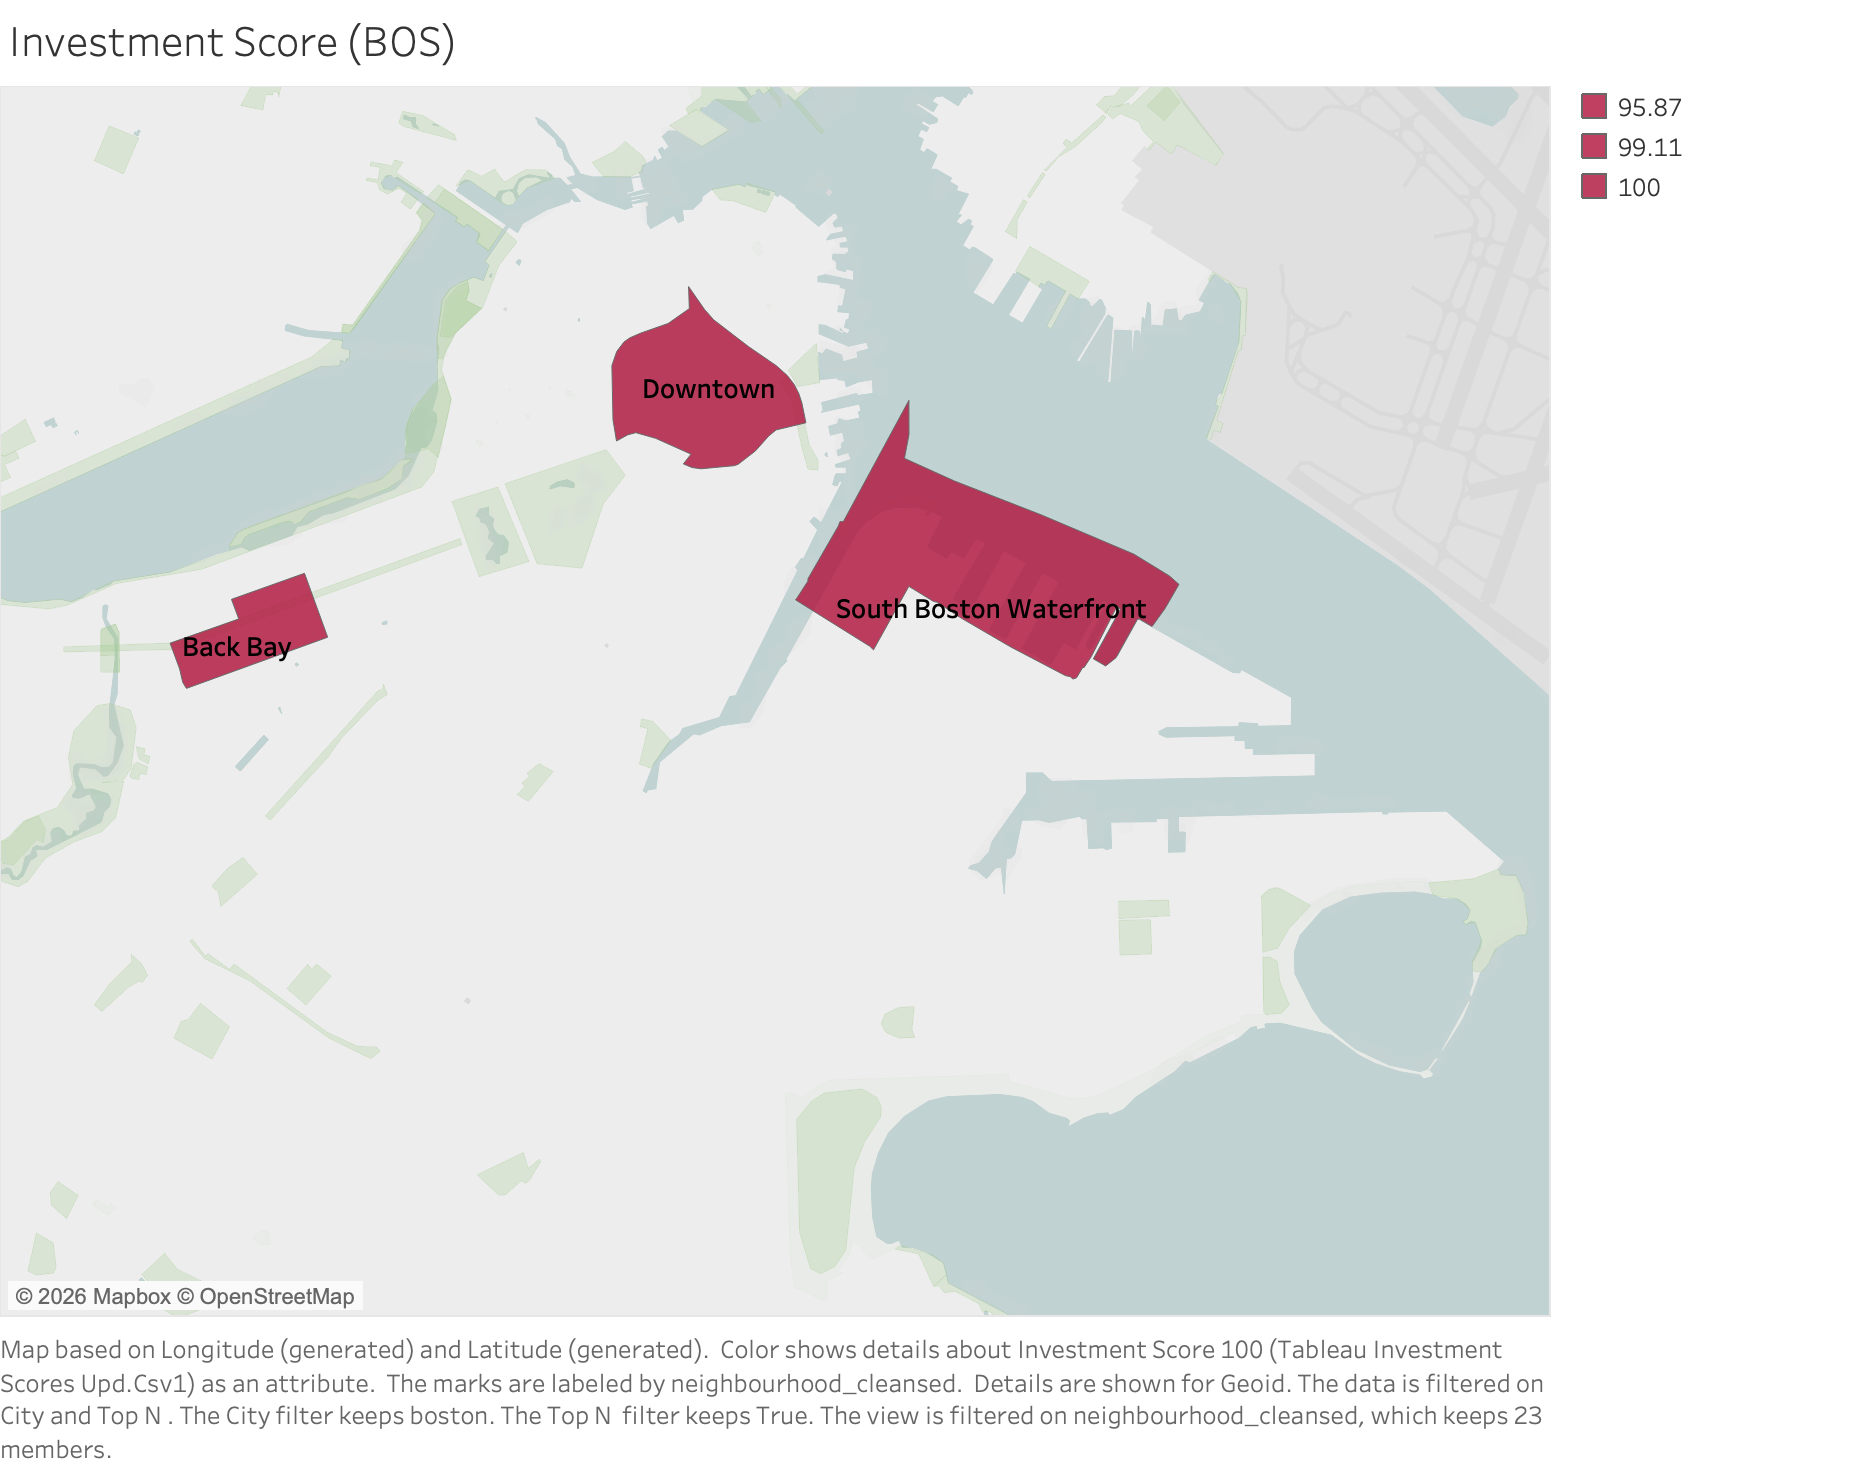 Investment Score (BOS)
95.87
99.11
100
Downtown
South Boston Waterfront
Back Bay
© 2026 Mapbox © OpenStreetMap
Map based on Longitude (generated) and Latitude (generated).  Color shows details about Investment Score 100 (Tableau Investment
Scores Upd.Csv1) as an attribute.  The marks are labeled by neighbourhood_cleansed.  Details are shown for Geoid. The data is filtered on
City and Top N . The City filter keeps boston. The Top N  filter keeps True. The view is filtered on neighbourhood_cleansed, which keeps 23
members.